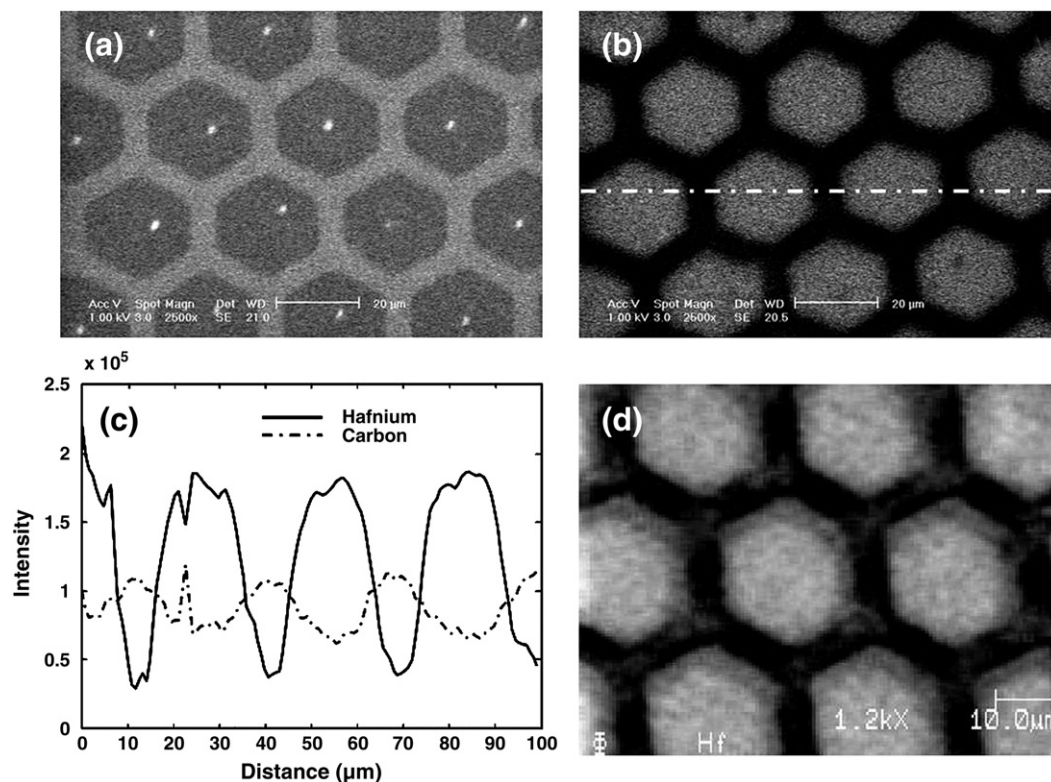 (a)
Acc V Spot Magn Det WD 20 µm
1.00 kV 3.0 2500x SE 21.0
(b)
Acc V Spot Magn Det WD 20 µm
1.00 kV 3.0 2500x SE 20.5
x 10⁵
(c)
Hafnium
Carbon
2.5
2
1.5
1
0.5
0
Intensity
0 10 20 30 40 50 60 70 80 90 100
Distance (µm)
(d)
1.2kX 10.0µm
Φ Hf